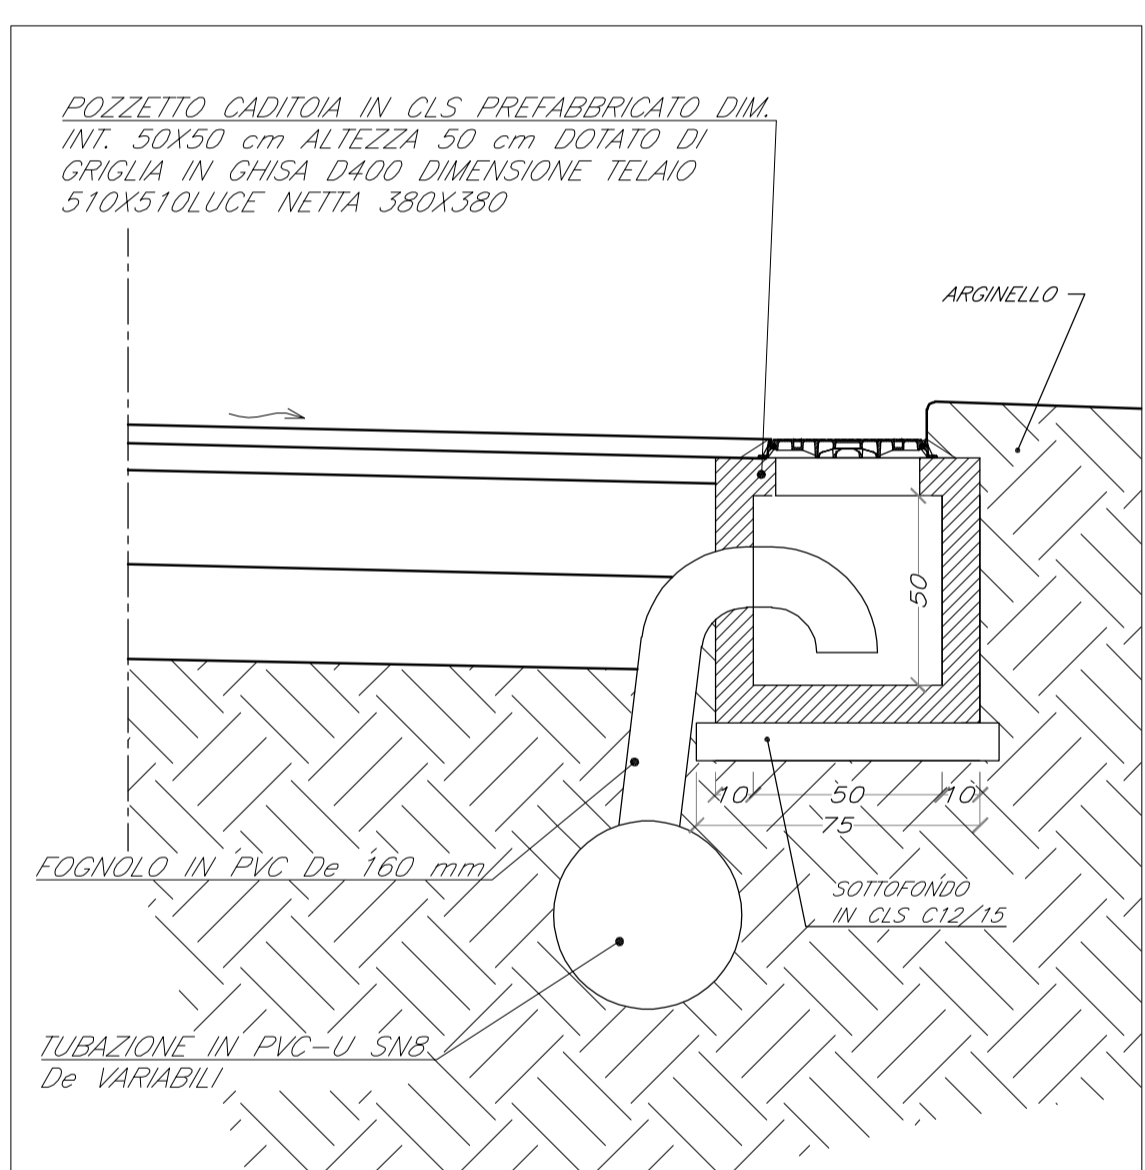 POZZETTO CADITOIA IN CLS PREFABBRICATO DIM.
INT. 50X50 cm ALTEZZA 50 cm DOTATO DI
GRIGLIA IN GHISA D400 DIMENSIONE TELAIO
510X510LUCE NETTA 380X380
ARGINELLO
50
10
50
10
75
FOGNOLO IN PVC De 160 mm
SOTTOFONDO
IN CLS C12/15
TUBAZIONE IN PVC-U SN8
De VARIABILI